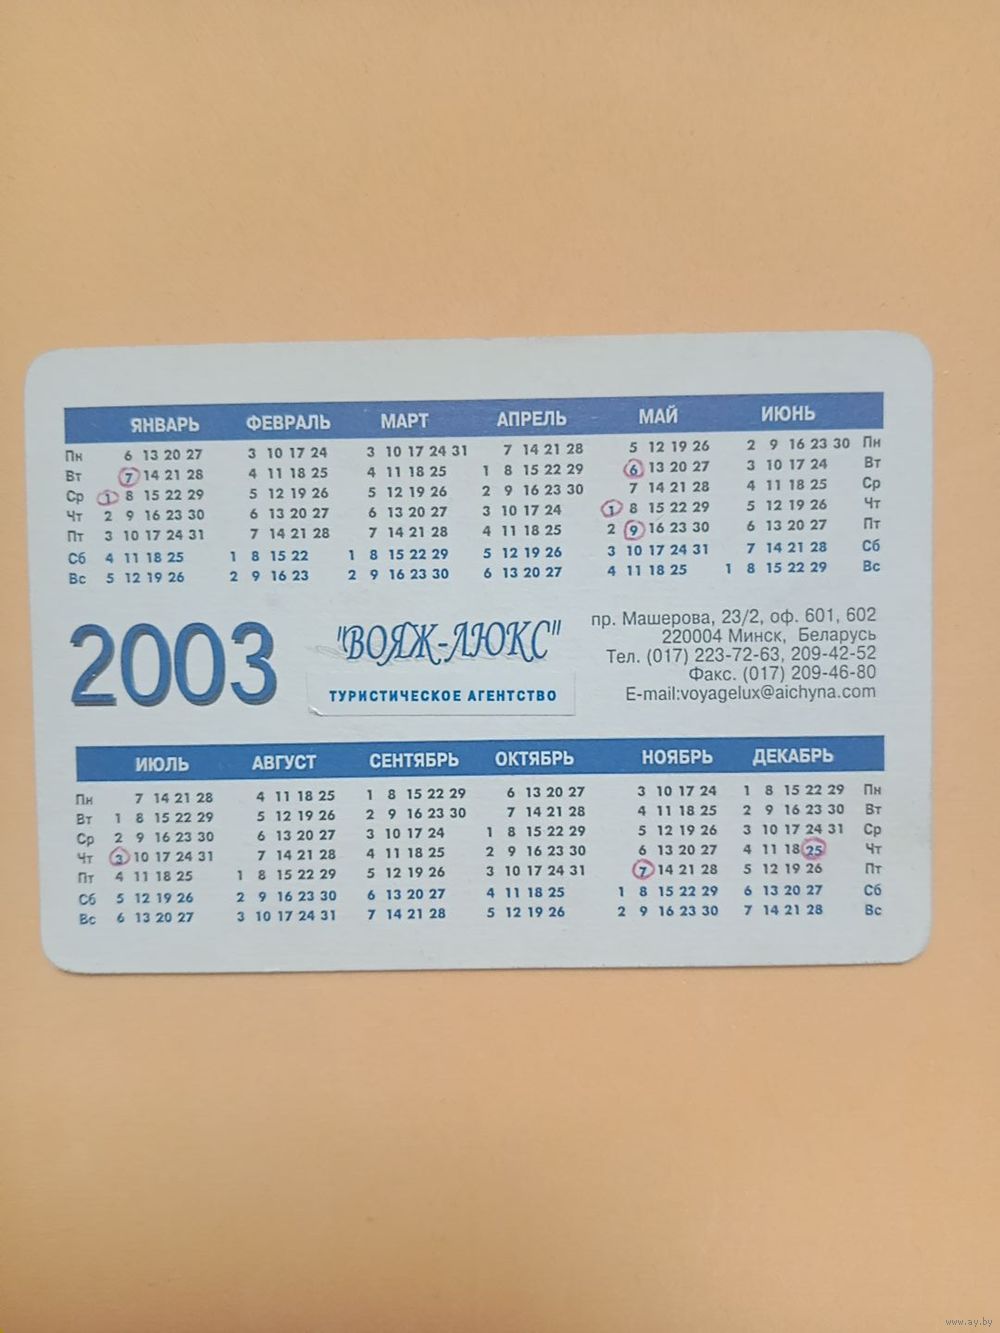 ЯНВАРЬ ФЕВРАЛЬ МАРТ АПРЕЛЬ МАЙ ИЮНЬ
Пн 6 13 20 27 3 10 17 24 3 10 17 24 31 7 14 21 28 5 12 19 26 2 9 16 23 30 Пн
Вт 7 14 21 28 4 11 18 25 4 11 18 25 1 8 15 22 29 6 13 20 27 3 10 17 24 Вт
Ср 1 8 15 22 29 5 12 19 26 5 12 19 26 2 9 16 23 30 7 14 21 28 4 11 18 25 Ср
Чт 2 9 16 23 30 6 13 20 27 6 13 20 27 3 10 17 24 1 8 15 22 29 5 12 19 26 Чт
Пт 3 10 17 24 31 7 14 21 28 7 14 21 28 4 11 18 25 2 9 16 23 30 6 13 20 27 Пт
Сб 4 11 18 25 1 8 15 22 1 8 15 22 29 5 12 19 26 3 10 17 24 31 7 14 21 28 Сб
Вс 5 12 19 26 2 9 16 23 2 9 16 23 30 6 13 20 27 4 11 18 25 1 8 15 22 29 Вс
2003
"ВОЯЖ-ЛЮКС"
ТУРИСТИЧЕСКОЕ АГЕНТСТВО
пр. Машерова, 23/2, оф. 601, 602
220004 Минск, Беларусь
Тел. (017) 223-72-63, 209-42-52
Факс. (017) 209-46-80
E-mail:voyagelux@aichyna.com
ИЮЛЬ АВГУСТ СЕНТЯБРЬ ОКТЯБРЬ НОЯБРЬ ДЕКАБРЬ
Пн 7 14 21 28 4 11 18 25 1 8 15 22 29 6 13 20 27 3 10 17 24 1 8 15 22 29 Пн
Вт 1 8 15 22 29 5 12 19 26 2 9 16 23 30 7 14 21 28 4 11 18 25 2 9 16 23 30 Вт
Ср 2 9 16 23 30 6 13 20 27 3 10 17 24 1 8 15 22 29 5 12 19 26 3 10 17 24 31 Ср
Чт 3 10 17 24 31 7 14 21 28 4 11 18 25 2 9 16 23 30 6 13 20 27 4 11 18 25 Чт
Пт 4 11 18 25 1 8 15 22 29 5 12 19 26 3 10 17 24 31 7 14 21 28 5 12 19 26 Пт
Сб 5 12 19 26 2 9 16 23 30 6 13 20 27 4 11 18 25 1 8 15 22 29 6 13 20 27 Сб
Вс 6 13 20 27 3 10 17 24 31 7 14 21 28 5 12 19 26 2 9 16 23 30 7 14 21 28 Вс
www.ay.by